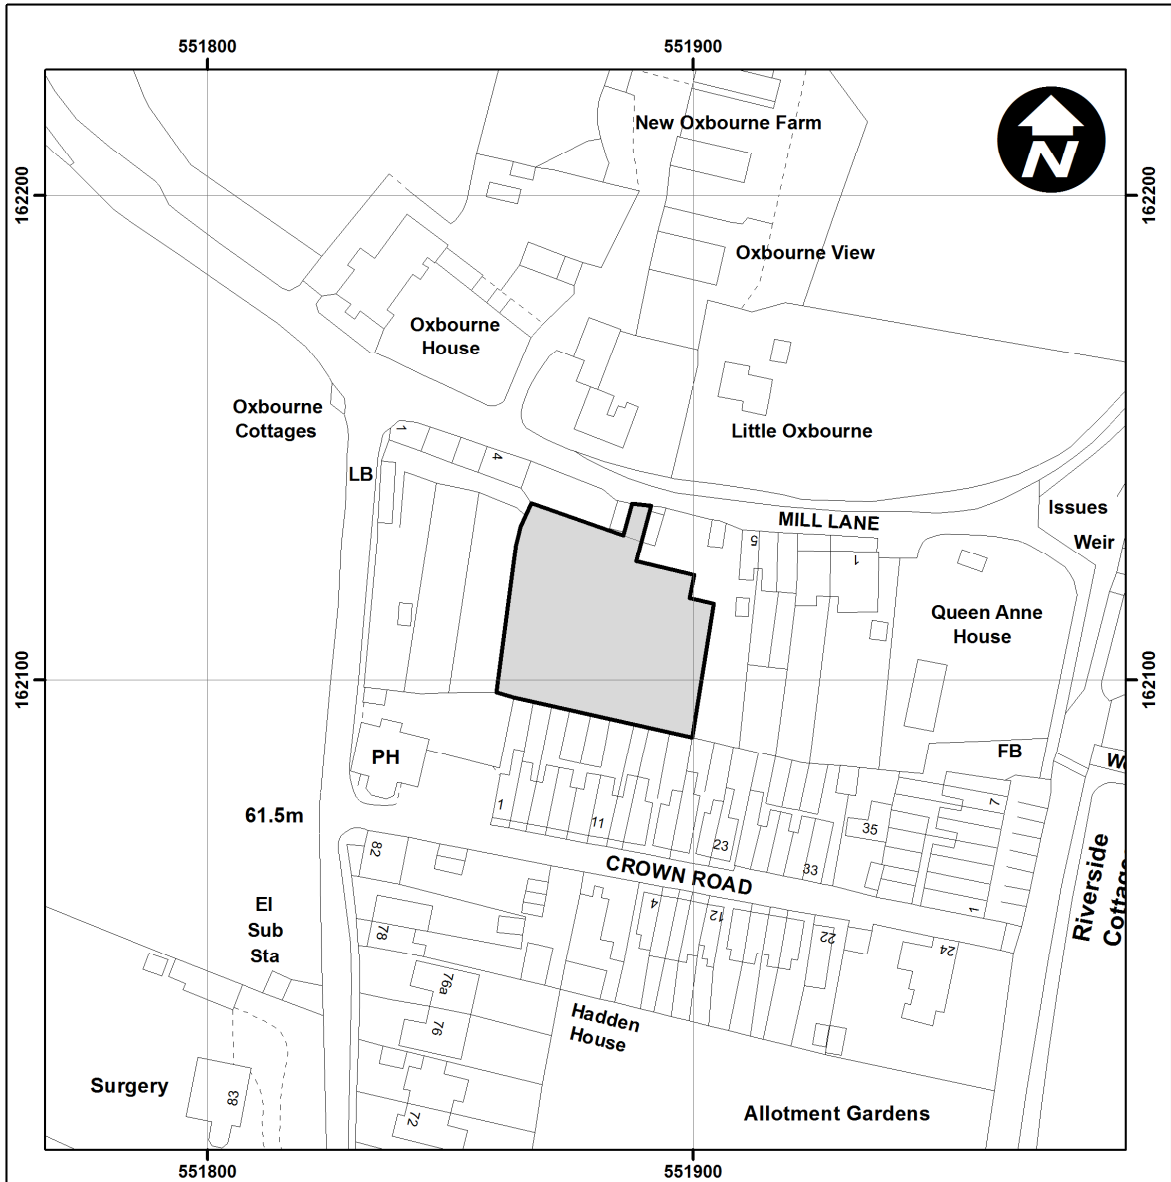 551800
551900
New Oxbourne Farm
N
162200
162200
Oxbourne View
Oxbourne
House
Oxbourne
Cottages
Little Oxbourne
1
4
LB
Issues
MILL LANE
Weir
5
1
Queen Anne
House
162100
162100
PH
FB
61.5m
1
11
23
33
35
7
1
CROWN ROAD
Riverside
82
El
Sub
Sta
78
4
12
22
24
76a
76
Hadden
House
Surgery
83
72
Allotment Gardens
551800
551900